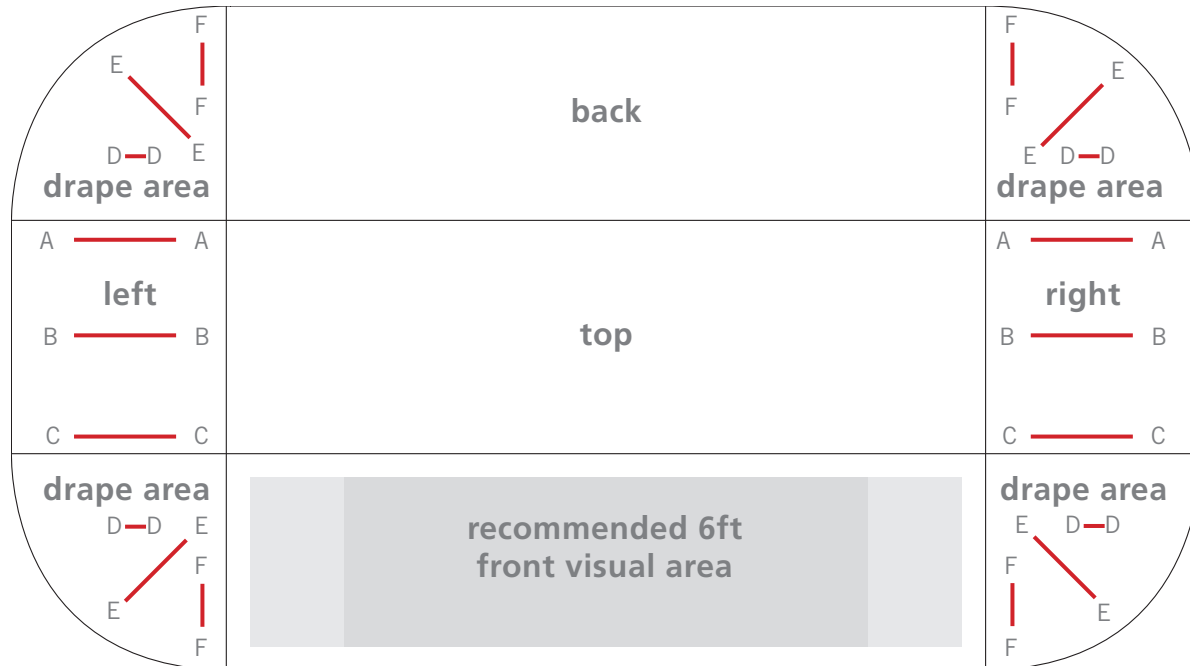 F
F
E
E
back
F
F
E
D
D
E
E
D
D
drape area
drape area
A
A
A
A
left
right
B
B
top
B
B
C
C
C
C
drape area
drape area
D
D
E
recommended 6ft
E
D
D
front visual area
F
F
E
E
F
F